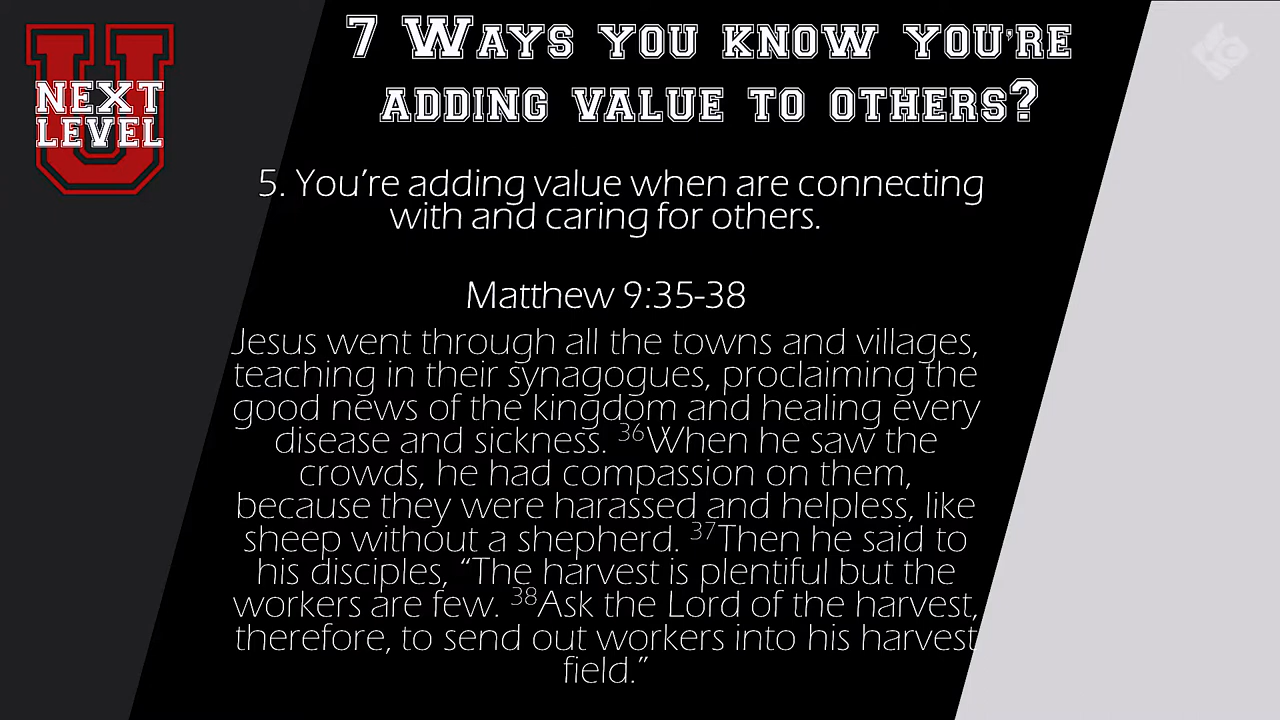 NEXT
LEVEL
7 Ways you know you're
adding value to others?
5. You're adding value when are connecting
with and caring for others.
Matthew 9:35-38
Jesus went through all the towns and villages,
teaching in their synagogues, proclaiming the
good news of the kingdom and healing every
disease and sickness. 36When he saw the
crowds, he had compassion on them,
because they were harassed and helpless, like
sheep without a shepherd. 37Then he said to
his disciples, “The harvest is plentiful but the
workers are few. 38Ask the Lord of the harvest,
therefore, to send out workers into his harvest
field.”